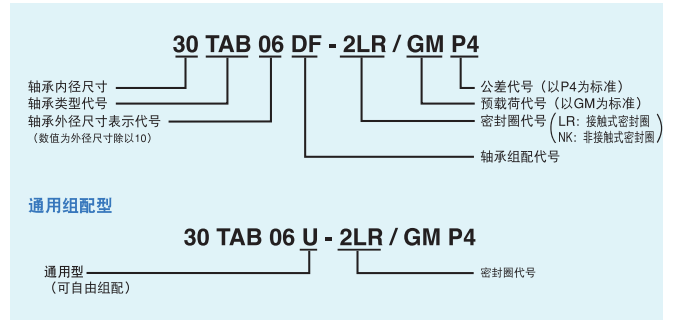 30 TAB 06 DF - 2LR / GM P4
轴承内径尺寸
轴承类型代号
轴承外径尺寸表示代号
（数值为外径尺寸除以10）
公差代号（以P4为标准）
预载荷代号（以GM为标准）
密封圈代号（LR: 接触式密封圈
NK: 非接触式密封圈）
轴承组配代号
通用组配型
30 TAB 06 U - 2LR / GM P4
通用型
（可自由组配）
密封圈代号